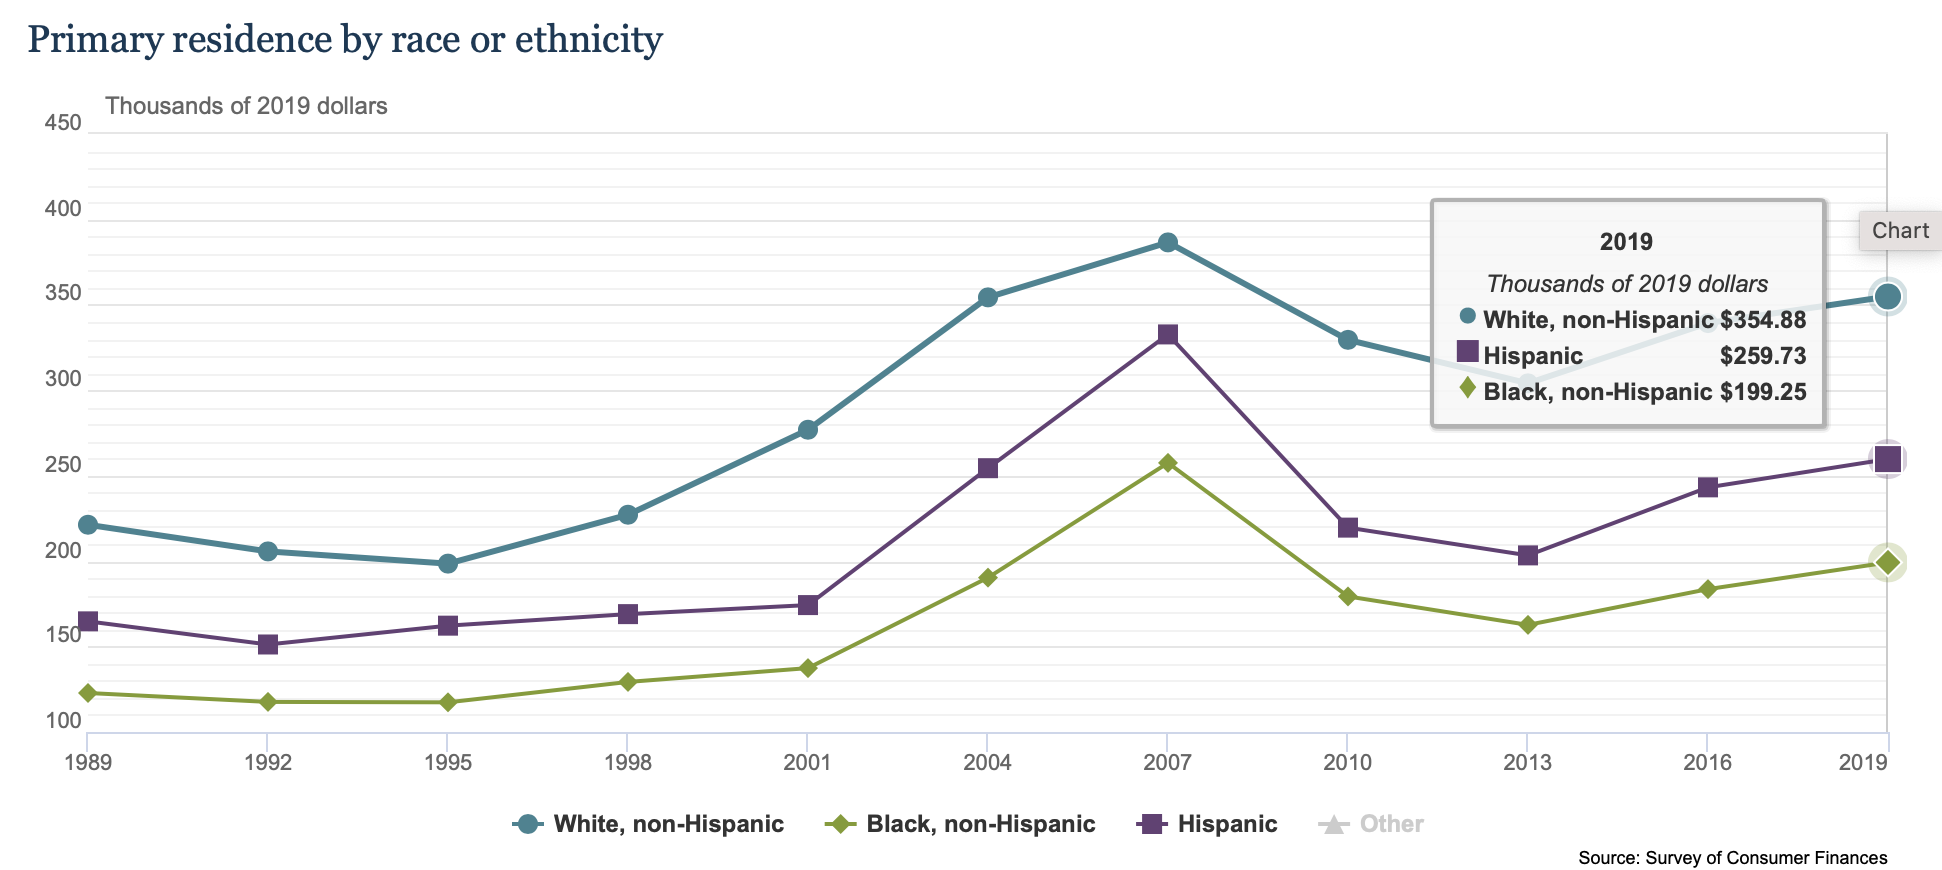 Primary residence by race or ethnicity
Thousands of 2019 dollars
450
400
350
300
250
200
150
100
2019
Thousands of 2019 dollars
White, non-Hispanic $354.88
Hispanic $259.73
Black, non-Hispanic $199.25
Chart
1989 1992 1995 1998 2001 2004 2007 2010 2013 2016 2019
White, non-Hispanic Black, non-Hispanic Hispanic Other
Source: Survey of Consumer Finances